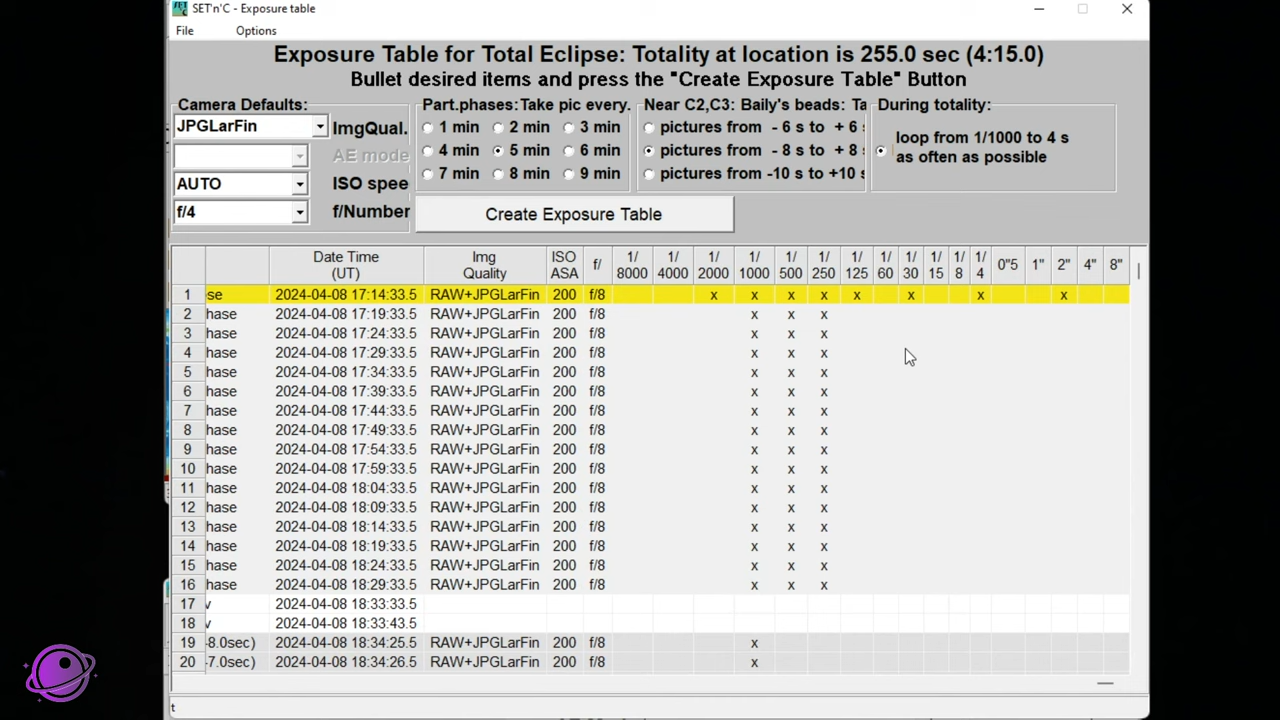 SET'n'C - Exposure table
File Options
Exposure Table for Total Eclipse: Totality at location is 255.0 sec (4:15.0)
Bullet desired items and press the "Create Exposure Table" Button
Camera Defaults: Part.phases:Take pic every. Near C2,C3: Baily's beads: Ta During totality:
JPGLarFin ImgQual. 1 min 2 min 3 min pictures from - 6 s to + 6 s loop from 1/1000 to 4 s
AE mode 4 min 5 min 6 min pictures from - 8 s to + 8 s as often as possible
AUTO ISO spee 7 min 8 min 9 min pictures from -10 s to +10 s
f/4 f/Number Create Exposure Table
Date Time Img ISO f/ 1/ 1/ 1/ 1/ 1/ 1/ 1/ 1/ 1/ 1/ 1/ 1/ 0"5 1" 2" 4" 8"
(UT) Quality ASA 8000 4000 2000 1000 500 250 125 60 30 15 8 4
1 se 2024-04-08 17:14:33.5 RAW+JPGLarFin 200 f/8 x x x x x x x x
2 hase 2024-04-08 17:19:33.5 RAW+JPGLarFin 200 f/8 x x x
3 hase 2024-04-08 17:24:33.5 RAW+JPGLarFin 200 f/8 x x x
4 hase 2024-04-08 17:29:33.5 RAW+JPGLarFin 200 f/8 x x x
5 hase 2024-04-08 17:34:33.5 RAW+JPGLarFin 200 f/8 x x x
6 hase 2024-04-08 17:39:33.5 RAW+JPGLarFin 200 f/8 x x x
7 hase 2024-04-08 17:44:33.5 RAW+JPGLarFin 200 f/8 x x x
8 hase 2024-04-08 17:49:33.5 RAW+JPGLarFin 200 f/8 x x x
9 hase 2024-04-08 17:54:33.5 RAW+JPGLarFin 200 f/8 x x x
10 hase 2024-04-08 17:59:33.5 RAW+JPGLarFin 200 f/8 x x x
11 hase 2024-04-08 18:04:33.5 RAW+JPGLarFin 200 f/8 x x x
12 hase 2024-04-08 18:09:33.5 RAW+JPGLarFin 200 f/8 x x x
13 hase 2024-04-08 18:14:33.5 RAW+JPGLarFin 200 f/8 x x x
14 hase 2024-04-08 18:19:33.5 RAW+JPGLarFin 200 f/8 x x x
15 hase 2024-04-08 18:24:33.5 RAW+JPGLarFin 200 f/8 x x x
16 hase 2024-04-08 18:29:33.5 RAW+JPGLarFin 200 f/8 x x x
17 v 2024-04-08 18:33:33.5
18 v 2024-04-08 18:33:43.5
19 -8.0sec) 2024-04-08 18:34:25.5 RAW+JPGLarFin 200 f/8 x
20 -7.0sec) 2024-04-08 18:34:26.5 RAW+JPGLarFin 200 f/8 x
t